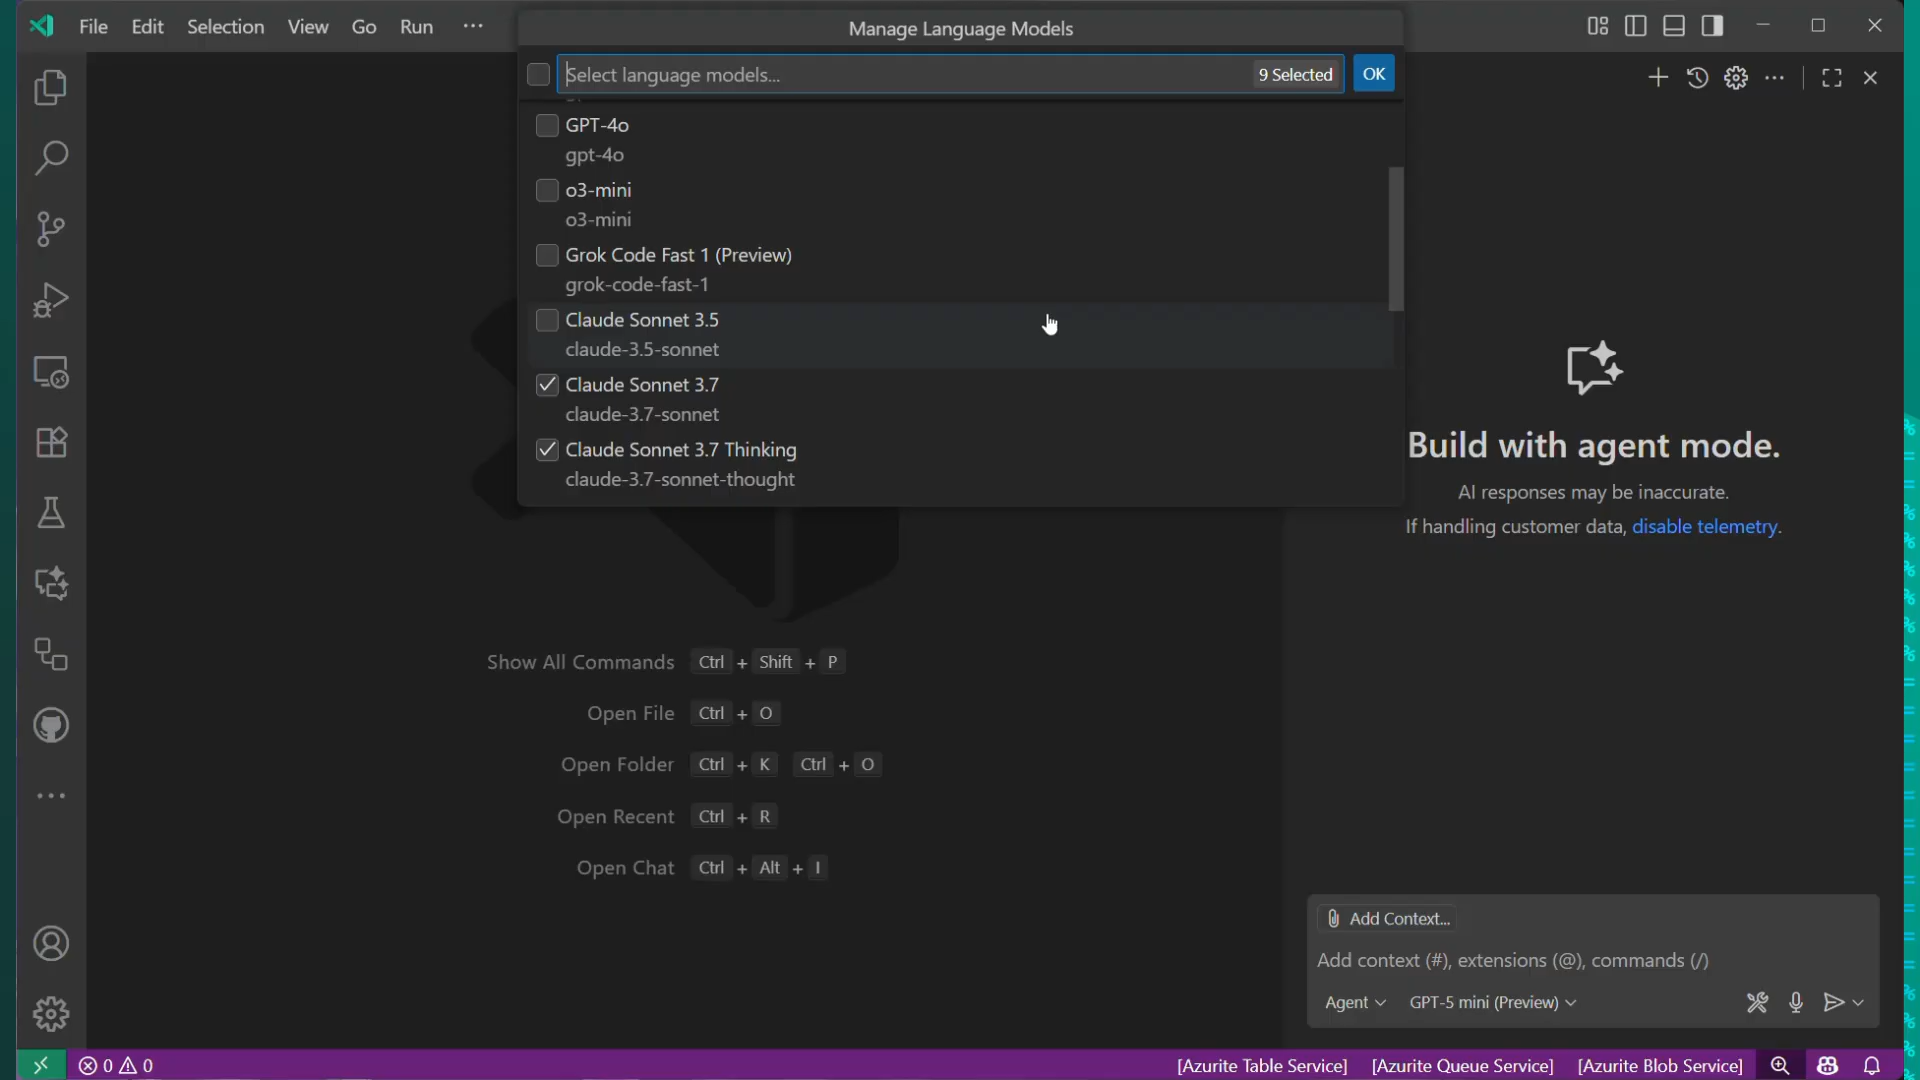 File Edit Selection View Go Run ···
Manage Language Models
Select language models...
9 Selected
OK
GPT-4o
gpt-4o
o3-mini
o3-mini
Grok Code Fast 1 (Preview)
grok-code-fast-1
Claude Sonnet 3.5
claude-3.5-sonnet
Claude Sonnet 3.7
claude-3.7-sonnet
Claude Sonnet 3.7 Thinking
claude-3.7-sonnet-thought
Build with agent mode.
AI responses may be inaccurate.
If handling customer data, disable telemetry.
Show All Commands Ctrl + Shift + P
Open File Ctrl + O
Open Folder Ctrl + K Ctrl + O
Open Recent Ctrl + R
Open Chat Ctrl + Alt + I
Add Context...
Add context (#), extensions (@), commands (/)
Agent GPT-5 mini (Preview)
0 0
[Azurite Table Service] [Azurite Queue Service] [Azurite Blob Service]